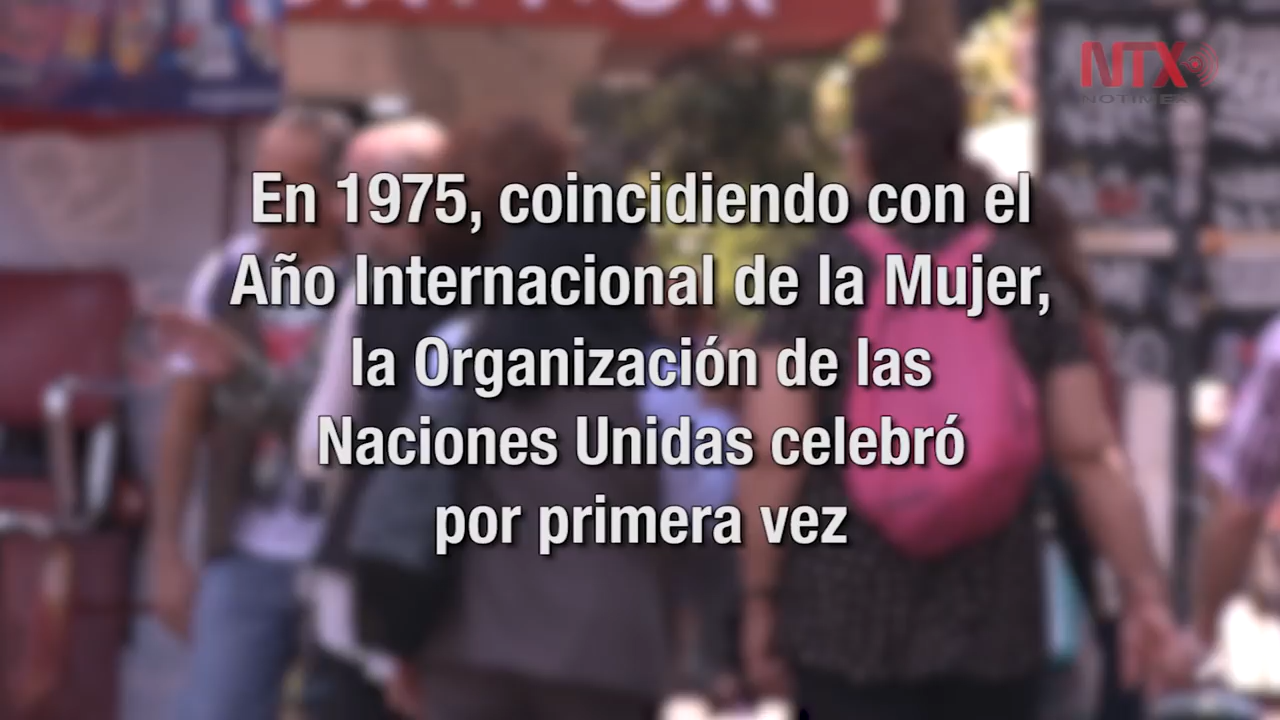 NTX
NOTIMEX
En 1975, coincidiendo con el
Año Internacional de la Mujer,
la Organización de las
Naciones Unidas celebró
por primera vez